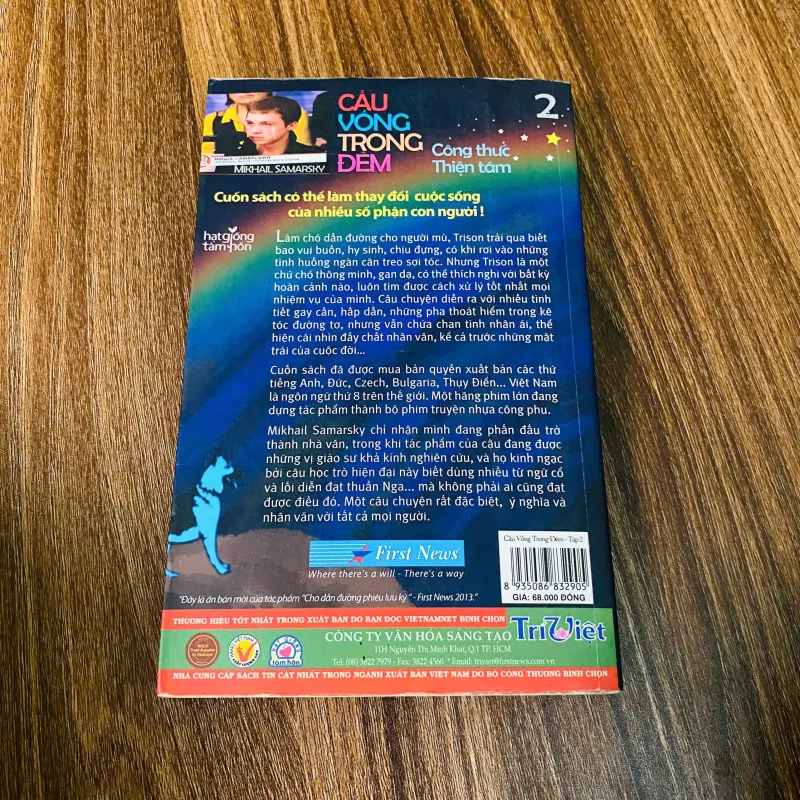 CẦU
VỒNG
TRONG
ĐÊM
2
Công thức
Thiện tâm
MIKHAIL SAMARSKY
Cuốn sách có thể làm thay đổi cuộc sống
của nhiều số phận con người!
hạt giống
tâm hồn
Làm chó dẫn đường cho người mù, Trison trải qua biết
bao vui buồn, hy sinh, chịu đựng, có khi rơi vào những
tình huống ngàn cân treo sợi tóc. Nhưng Trison là một
chú chó thông minh, gan dạ, có thể thích nghi với bất kỳ
hoàn cảnh nào, luôn tìm được cách xử lý tốt nhất mọi
nhiệm vụ của mình. Câu chuyện diễn ra với nhiều tình
tiết gay cấn, hấp dẫn, những pha thoát hiểm trong kẽ
tóc đường tơ, nhưng vẫn chứa chan tình nhân ái, thể
hiện cái nhìn đầy chất nhân văn, kể cả trước những mặt
trái của cuộc đời...
Cuốn sách đã được mua bản quyền xuất bản các thứ
tiếng Anh, Đức, Czech, Bulgaria, Thụy Điển... Việt Nam
là ngôn ngữ thứ 8 trên thế giới. Một hãng phim lớn đang
dựng tác phẩm thành bộ phim truyện nhựa công phu.
Mikhail Samarsky chỉ nhận mình đang phấn đấu trở
thành nhà văn, trong khi tác phẩm của cậu đang được
những vị giáo sư khả kính nghiên cứu, và họ kinh ngạc
bởi cậu học trò hiện đại này biết dùng nhiều từ ngữ cổ
và lối diễn đạt thuần Nga... mà không phải ai cũng đạt
được điều đó. Một câu chuyện rất đặc biệt, ý nghĩa và
nhân văn với tất cả mọi người.
First News
Where there's a will - There's a way
"Đây là ấn bản mới của tác phẩm "Chó dẫn đường phiêu lưu ký" - First News 2013."
Cầu Vồng Trong Đêm - Tập 2
8 935086 832905
GIÁ: 68.000 ĐỒNG
THƯƠNG HIỆU TỐT NHẤT TRONG XUẤT BẢN DO BẠN ĐỌC VIETNAMNET BÌNH CHỌN
CÔNG TY VĂN HÓA SÁNG TẠO
TríViệt
11H Nguyễn Thị Minh Khai, Q.1 TP. HCM
Tel: (08) 3822 7979 - Fax: 3822 4560 * Email: triviet@firstnews.com.vn
NHÀ CUNG CẤP SÁCH TIN CẬY NHẤT TRONG NGÀNH XUẤT BẢN VIỆT NAM DO BỘ CÔNG THƯƠNG BÌNH CHỌN